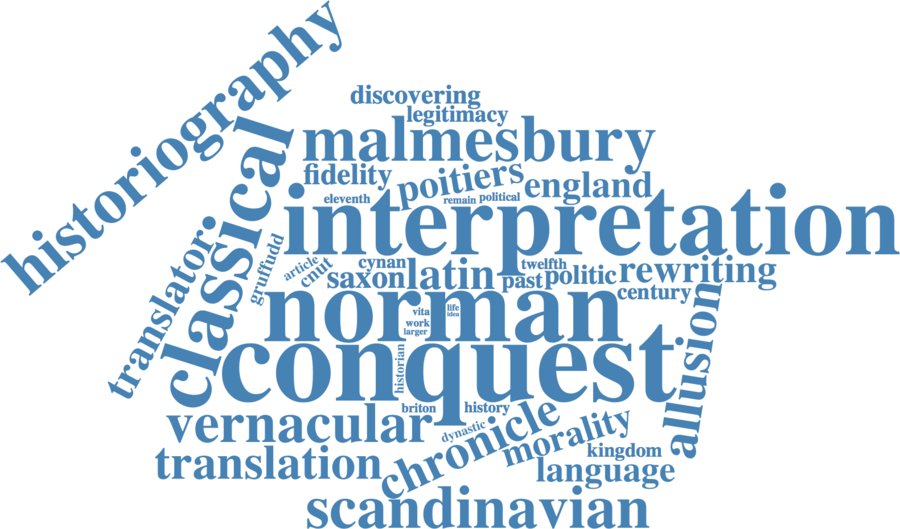 historiography
discovering
legitimacy
classical
malmesbury
fidelity
poitiers
england
eleventh
remain
political
interpretation
translator
gruffudd
article
cnut
cynan
saxon
latin
twelfth
past
politic
rewriting
century
norman
vita
life
idea
work
larger
conquest
historian
allusion
briton
history
vernacular
dynastic
chronicle
morality
kingdom
translation
language
scandinavian